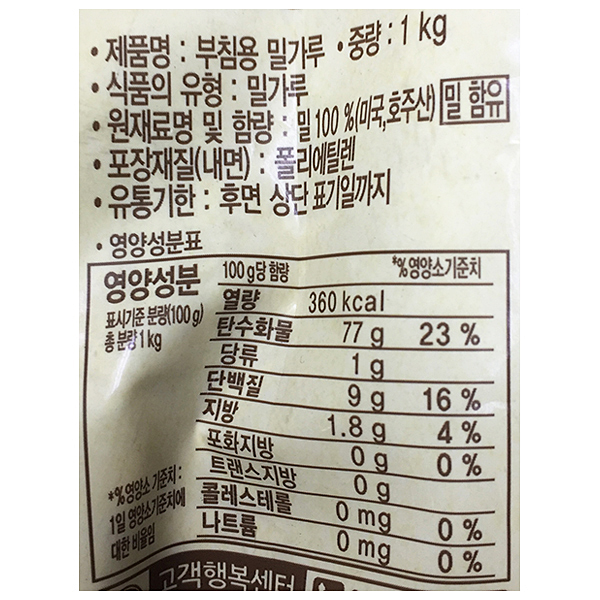 • 제품명 : 부침용 밀가루 • 중량 : 1 kg
• 식품의 유형 : 밀가루
• 원재료명 및 함량 : 밀 100 %(미국,호주산) 밀 함유
• 포장재질(내면) : 폴리에틸렌
• 유통기한 : 후면 상단 표기일까지
• 영양성분표
영양성분 100 g당 함량 *% 영양소기준치
표시기준 분량(100 g)
총 분량 1 kg
열량 360 kcal
탄수화물 77 g 23 %
당류 1 g
단백질 9 g 16 %
지방 1.8 g 4 %
포화지방 0 g 0 %
트랜스지방 0 g
콜레스테롤 0 mg 0 %
나트륨 0 mg 0 %
*% 영양소 기준치 :
1일 영양소기준치에
대한 비율임
고객행복센터